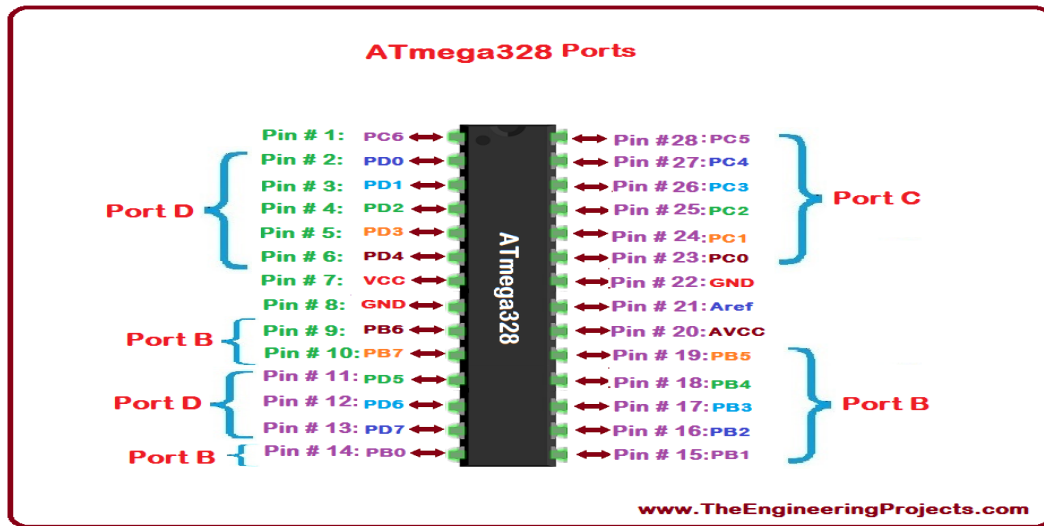 ATmega328 Ports
Pin # 1: PC6
Pin # 2: PD0
Pin # 3: PD1
Pin # 4: PD2
Pin # 5: PD3
Pin # 6: PD4
Port D
Pin # 7: VCC
Pin # 8: GND
Pin # 9: PB6
Pin # 10: PB7
Port B
Pin # 11: PD5
Pin # 12: PD6
Pin # 13: PD7
Port D
Pin # 14: PB0
Port B
ATmega328
Pin #28:PC5
Pin # 27:PC4
Pin # 26:PC3
Pin # 25:PC2
Pin # 24:PC1
Pin # 23:PC0
Port C
Pin # 22:GND
Pin # 21: Aref
Pin # 20: AVCC
Pin # 19: PB5
Pin # 18: PB4
Pin # 17: PB3
Pin # 16: PB2
Pin # 15:PB1
Port B
www.TheEngineeringProjects.com